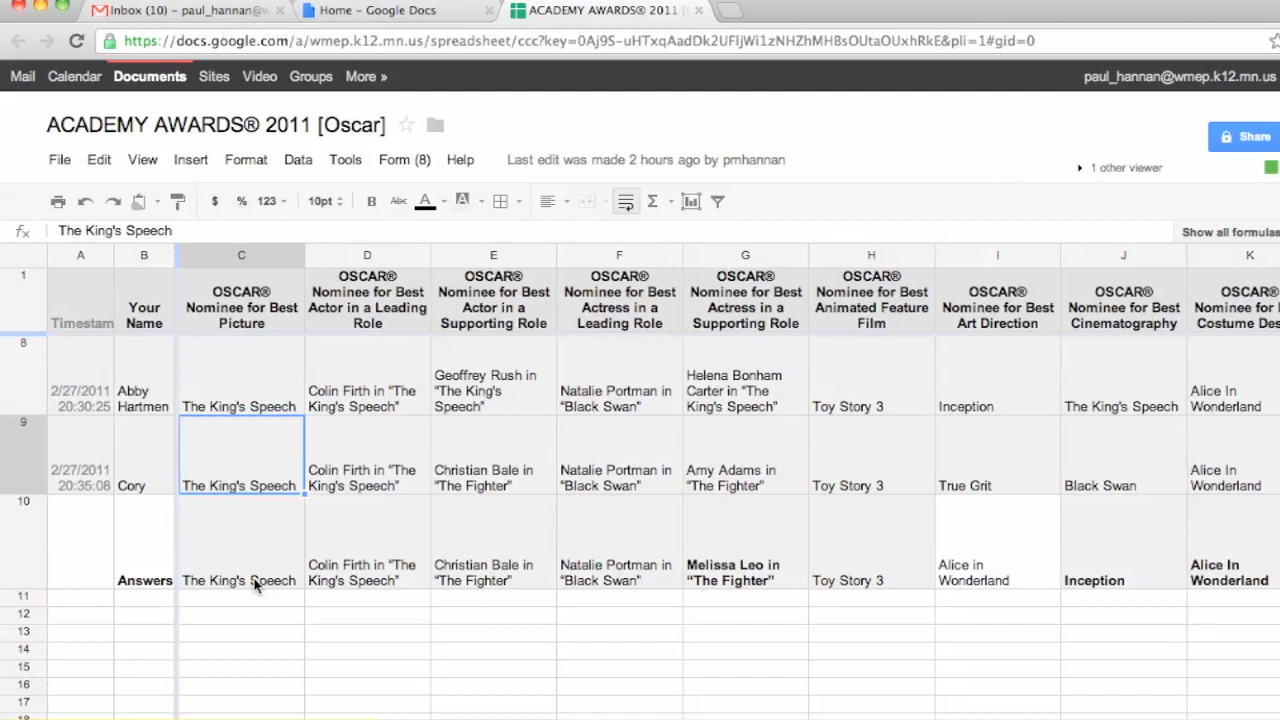 Inbox (10) – paul_hannan@w
Home – Google Docs
ACADEMY AWARDS® 2011 [
https://docs.google.com/a/wmep.k12.mn.us/spreadsheet/ccc?key=0Aj9S-uHTxqAadDk2UFljWi1zNHZhMHBsOUtaOUxhRkE&pli=1#gid=0
Mail Calendar Documents Sites Video Groups More »
paul_hannan@wmep.k12.mn.us
ACADEMY AWARDS® 2011 [Oscar]
Share
File Edit View Insert Format Data Tools Form (8) Help Last edit was made 2 hours ago by pmhannan
1 other viewer
$ % 123 10pt B Abc A A Σ
fx The King's Speech
Show all formulas
A B C D E F G H I J K
1
Timestam
Your
Name
OSCAR®
Nominee for Best
Picture
OSCAR®
Nominee for Best
Actor in a Leading
Role
OSCAR®
Nominee for Best
Actor in a
Supporting Role
OSCAR®
Nominee for Best
Actress in a
Leading Role
OSCAR®
Nominee for Best
Actress in a
Supporting Role
OSCAR®
Nominee for Best
Animated Feature
Film
OSCAR®
Nominee for Best
Art Direction
OSCAR®
Nominee for Best
Cinematography
OSCAR®
Nominee for
Costume Des
8
2/27/2011
20:30:25
Abby
Hartmen
The King's Speech
Colin Firth in “The
King's Speech”
Geoffrey Rush in
“The King's
Speech”
Natalie Portman in
“Black Swan”
Helena Bonham
Carter in “The
King's Speech”
Toy Story 3
Inception
The King's Speech
Alice In
Wonderland
9
2/27/2011
20:35:08
Cory
The King's Speech
Colin Firth in “The
King's Speech”
Christian Bale in
“The Fighter”
Natalie Portman in
“Black Swan”
Amy Adams in
“The Fighter”
Toy Story 3
True Grit
Black Swan
Alice In
Wonderland
10
Answers
The King's Speech
Colin Firth in “The
King's Speech”
Christian Bale in
“The Fighter”
Natalie Portman in
“Black Swan”
Melissa Leo in
“The Fighter”
Toy Story 3
Alice in
Wonderland
Inception
Alice In
Wonderland
11
12
13
14
15
16
17
18